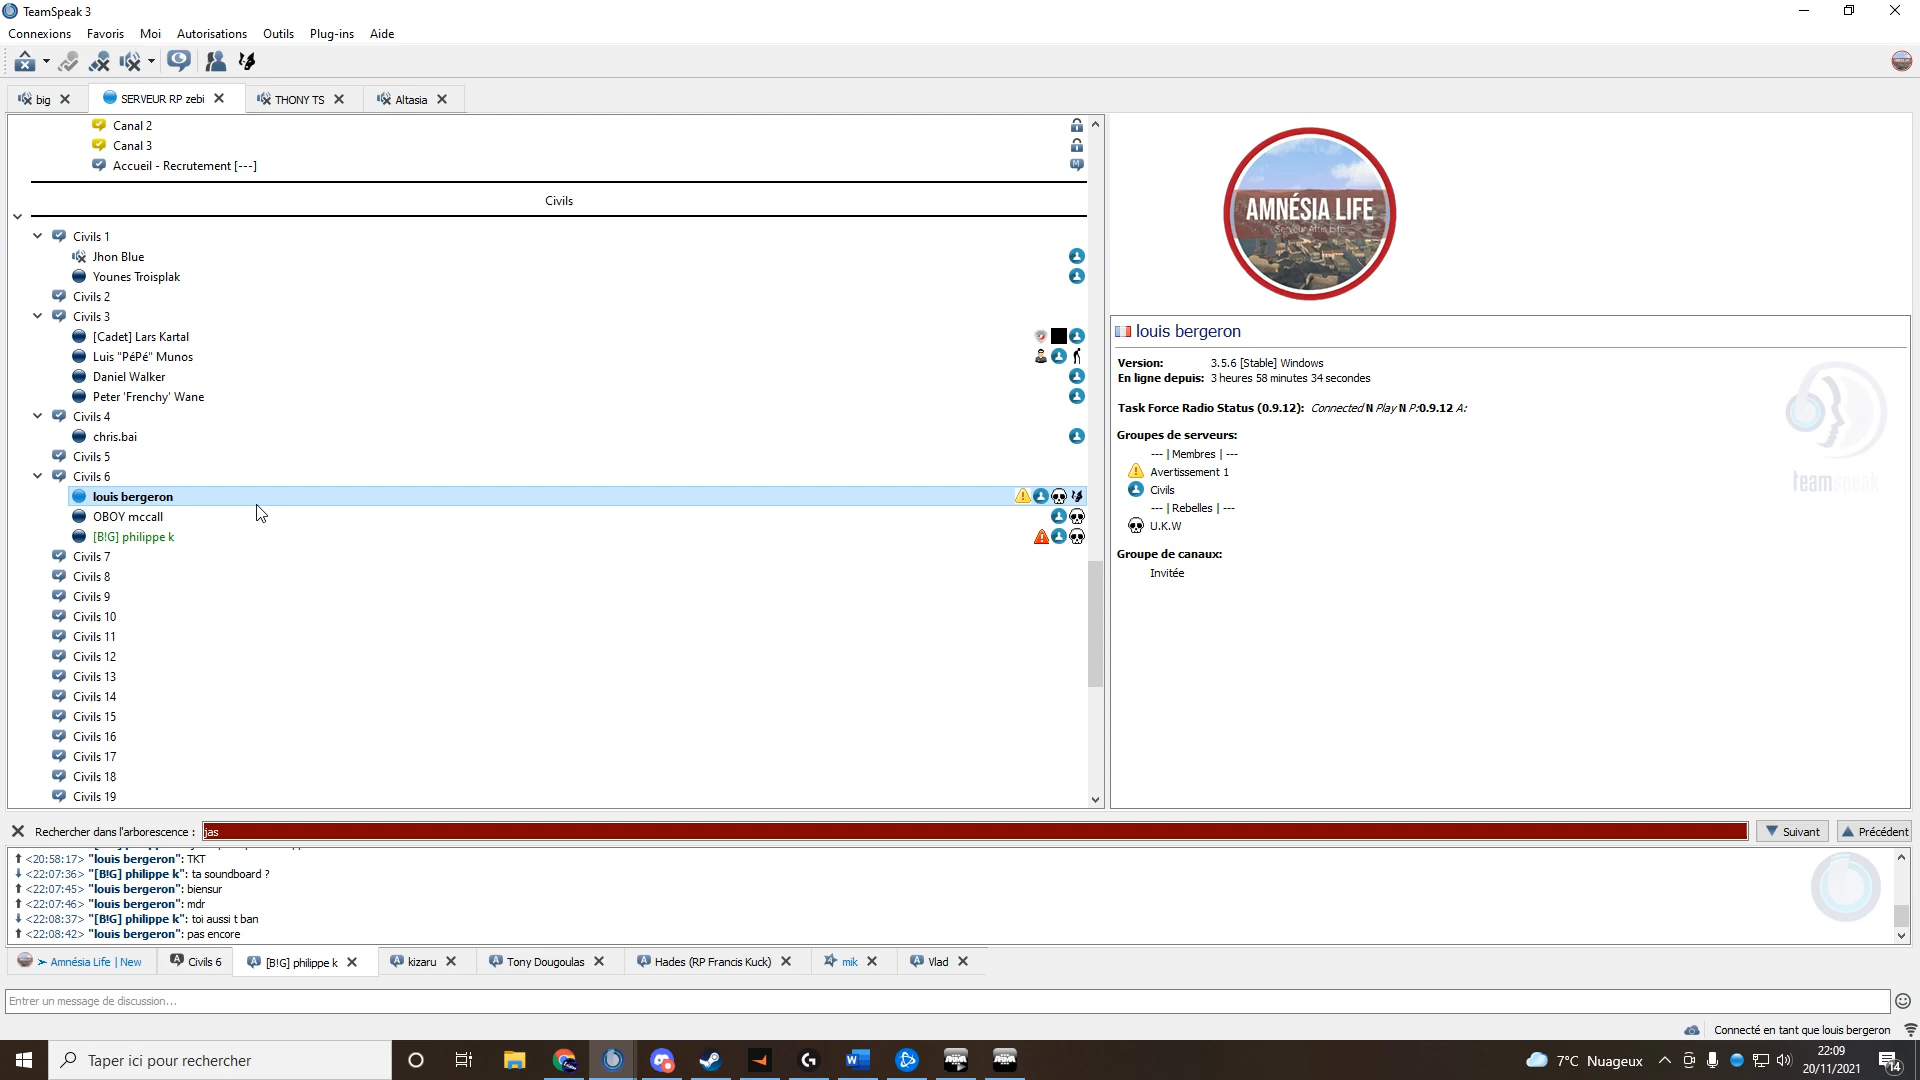 TeamSpeak 3
Connexions Favoris Moi Autorisations Outils Plug-ins Aide
big SERVEUR RP zebi THONY TS Altasia
Canal 2
Canal 3
Accueil - Recrutement [---]
Civils
Civils 1
Jhon Blue
Younes Troisplak
Civils 2
Civils 3
[Cadet] Lars Kartal
Luis "PéPé" Munos
Daniel Walker
Peter 'Frenchy' Wane
Civils 4
chris.bai
Civils 5
Civils 6
louis bergeron
OBOY mccall
[B!G] philippe k
Civils 7
Civils 8
Civils 9
Civils 10
Civils 11
Civils 12
Civils 13
Civils 14
Civils 15
Civils 16
Civils 17
Civils 18
Civils 19
AMNÉSIA LIFE
Serveur Altis Life
louis bergeron
Version: 3.5.6 [Stable] Windows
En ligne depuis: 3 heures 58 minutes 34 secondes
Task Force Radio Status (0.9.12): Connected N Play N P:0.9.12 A:
Groupes de serveurs:
--- | Membres | ---
Avertissement 1
Civils
--- | Rebelles | ---
U.K.W
Groupe de canaux:
Invitée
teamspeak
Rechercher dans l'arborescence : jas Suivant Précédent
<20:58:17> "louis bergeron": TKT
<22:07:36> "[B!G] philippe k": ta soundboard ?
<22:07:45> "louis bergeron": biensur
<22:07:46> "louis bergeron": mdr
<22:08:37> "[B!G] philippe k": toi aussi t ban
<22:08:42> "louis bergeron": pas encore
➣ Amnésia Life | New Civils 6 [B!G] philippe k kizaru Tony Dougoulas Hades (RP Francis Kuck) mik Vlad
Entrer un message de discussion...
Connecté en tant que louis bergeron
Taper ici pour rechercher
7°C Nuageux
22:09
20/11/2021
14